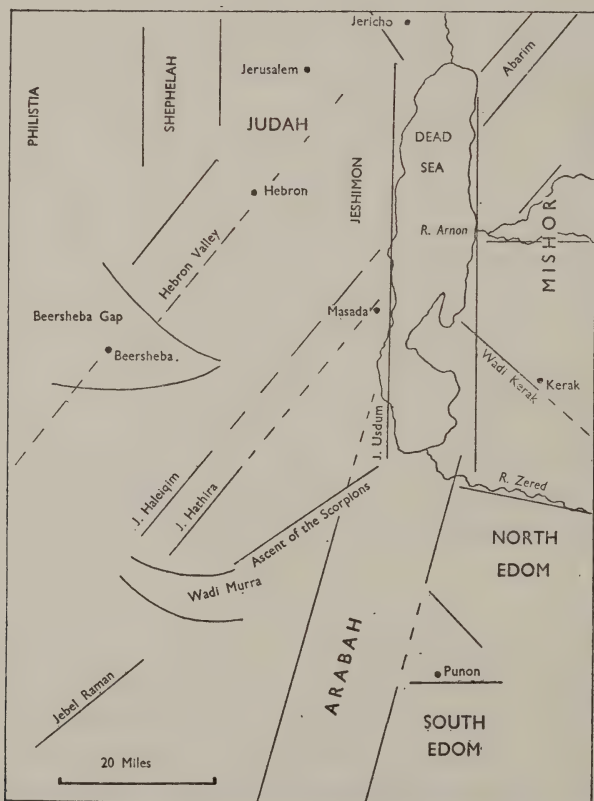 Jericho
Abarim
PHILISTIA
SHEPHELAH
Jerusalem
JUDAH
DEAD
SEA
JESHIMON
Hebron
MISHOR
R. Arnon
Hebron Valley
Beersheba Gap
Masada
Beersheba
Wadi Kerak
Kerak
J. Usdum
J. Haleiqim
J. Hathira
R. Zered
Ascent of the Scorpions
NORTH
EDOM
Wadi Murra
ARABAH
Punon
Jebel Raman
SOUTH
EDOM
20 Miles